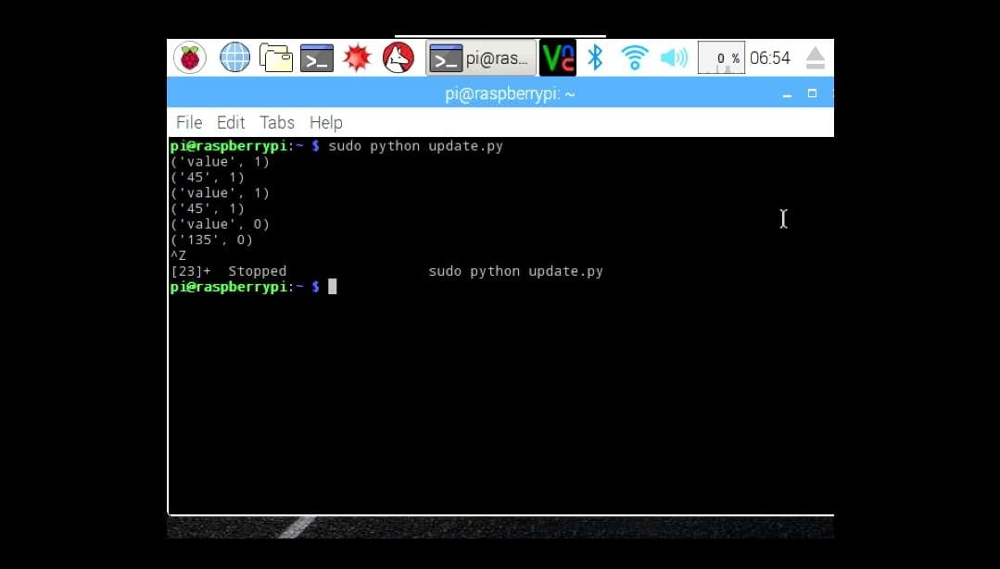 >_ >_ pi@ras... Vnc 0 % 06:54
pi@raspberrypi: ~
File Edit Tabs Help
pi@raspberrypi:~ $ sudo python update.py
('value', 1)
('45', 1)
('value', 1)
('45', 1)
('value', 0)
('135', 0)
^Z
[23]+  Stopped                 sudo python update.py
pi@raspberrypi:~ $